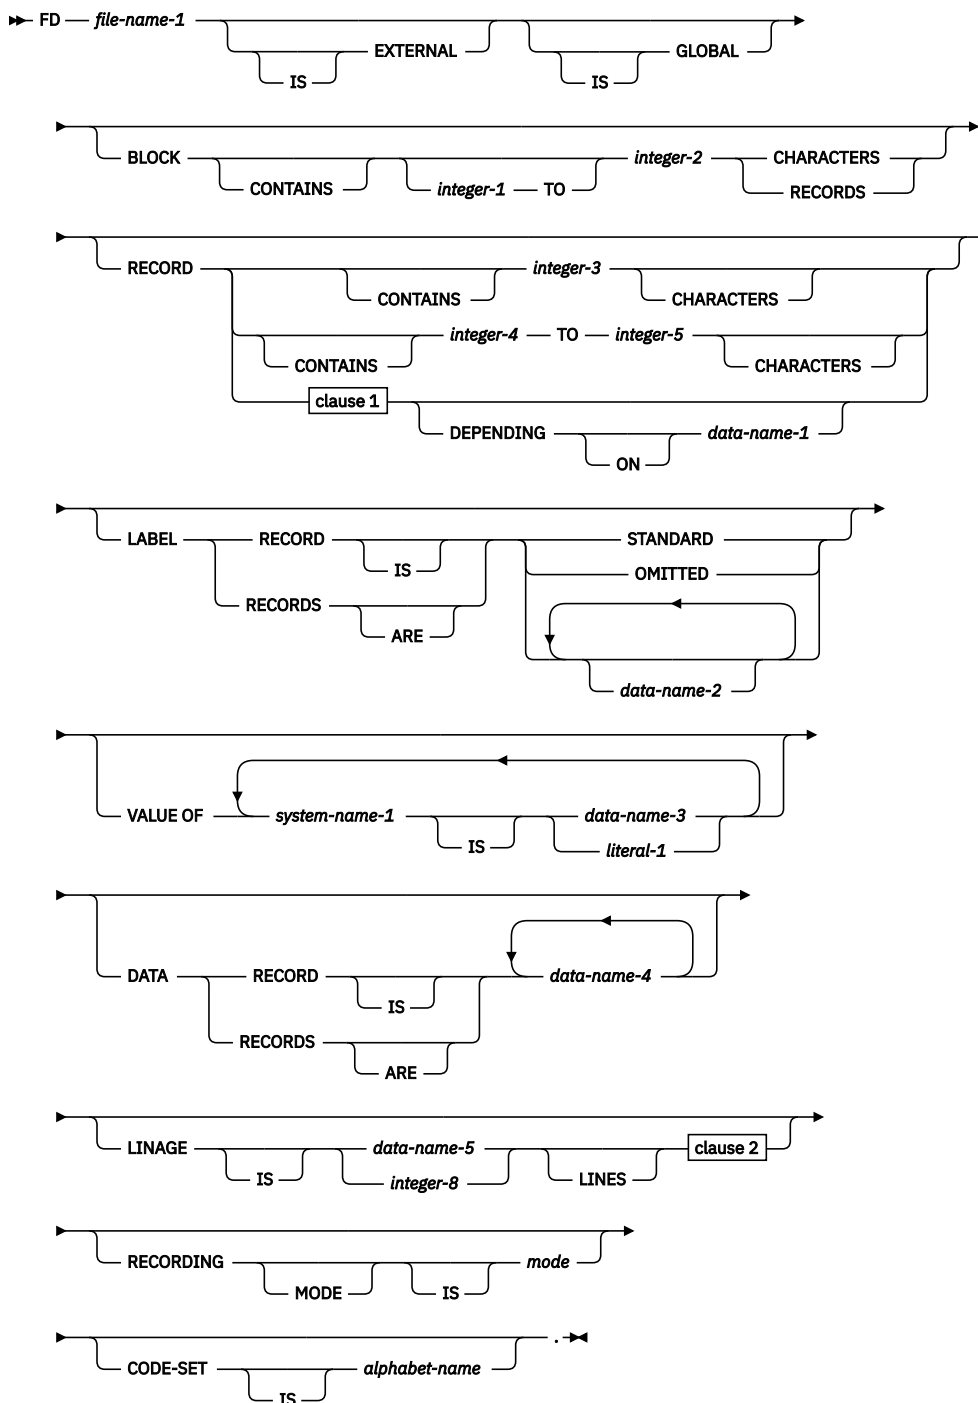 FD file-name-1
EXTERNAL GLOBAL
IS IS
BLOCK integer-2 CHARACTERS
CONTAINS integer-1 TO RECORDS
RECORD integer-3
CONTAINS CHARACTERS
integer-4 TO integer-5
CONTAINS CHARACTERS
clause 1
DEPENDING data-name-1
ON
LABEL RECORD STANDARD
IS OMITTED
RECORDS
ARE
data-name-2
VALUE OF system-name-1 data-name-3
IS literal-1
DATA RECORD data-name-4
IS
RECORDS
ARE
LINAGE data-name-5 clause 2
IS integer-8 LINES
RECORDING mode
MODE IS
CODE-SET alphabet-name .
IS